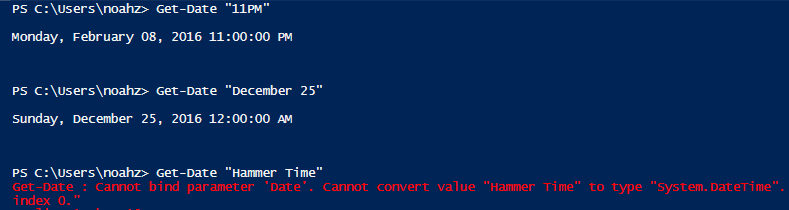 PS C:\Users\noahz> Get-Date "11PM"
Monday, February 08, 2016 11:00:00 PM
PS C:\Users\noahz> Get-Date "December 25"
Sunday, December 25, 2016 12:00:00 AM
PS C:\Users\noahz> Get-Date "Hammer Time"
Get-Date : Cannot bind parameter 'Date'. Cannot convert value "Hammer Time" to type "System.DateTime".
index 0."